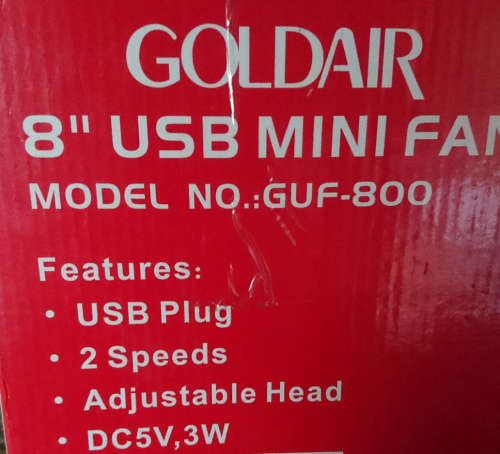 GOLDAIR
8" USB MINI FAN
MODEL NO.:GUF-800
Features:
• USB Plug
• 2 Speeds
• Adjustable Head
• DC5V,3W